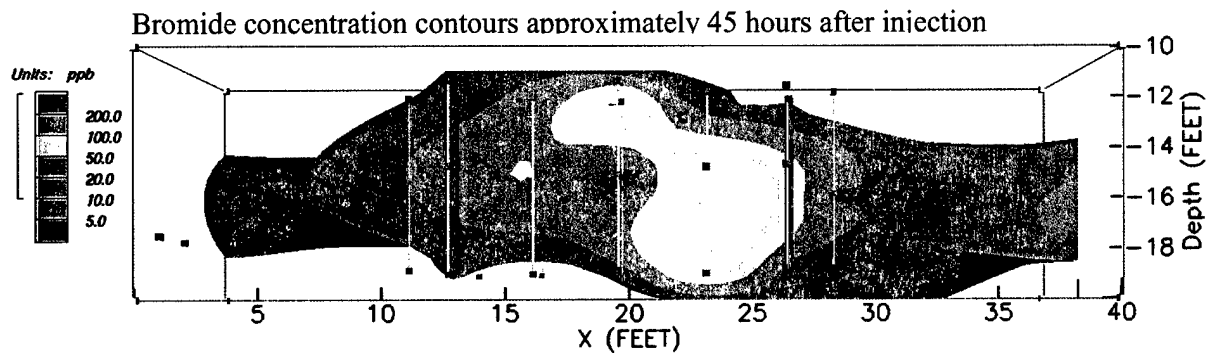 Bromide concentration contours approximately 45 hours after injection
Units: ppb
200.0
100.0
50.0
20.0
10.0
5.0
-10
-12
-14
-16
-18
Depth (FEET)
5 10 15 20 25 30 35 40
X (FEET)